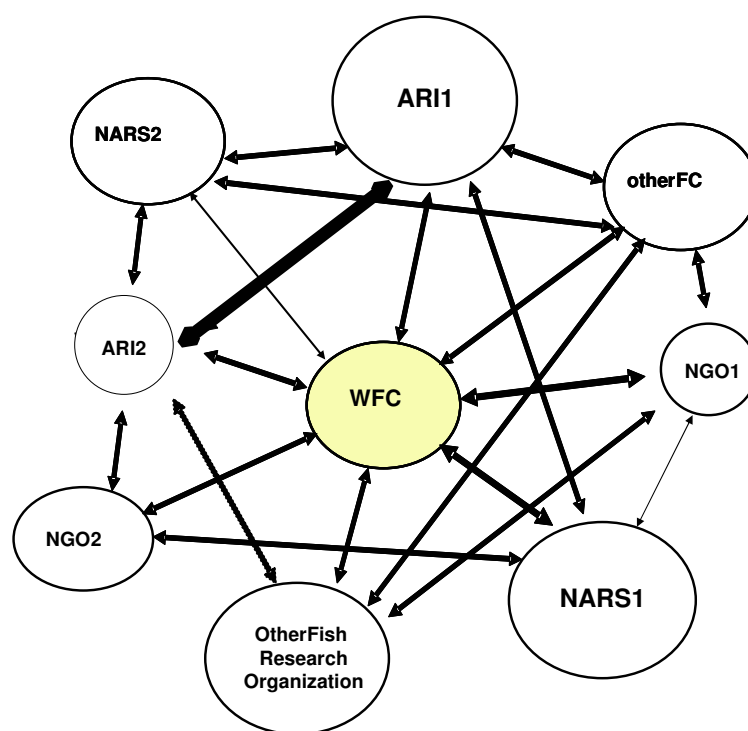 ARI1
NARS2
otherFC
ARI2
WFC
NGO1
NGO2
NARS1
OtherFish
Research
Organization